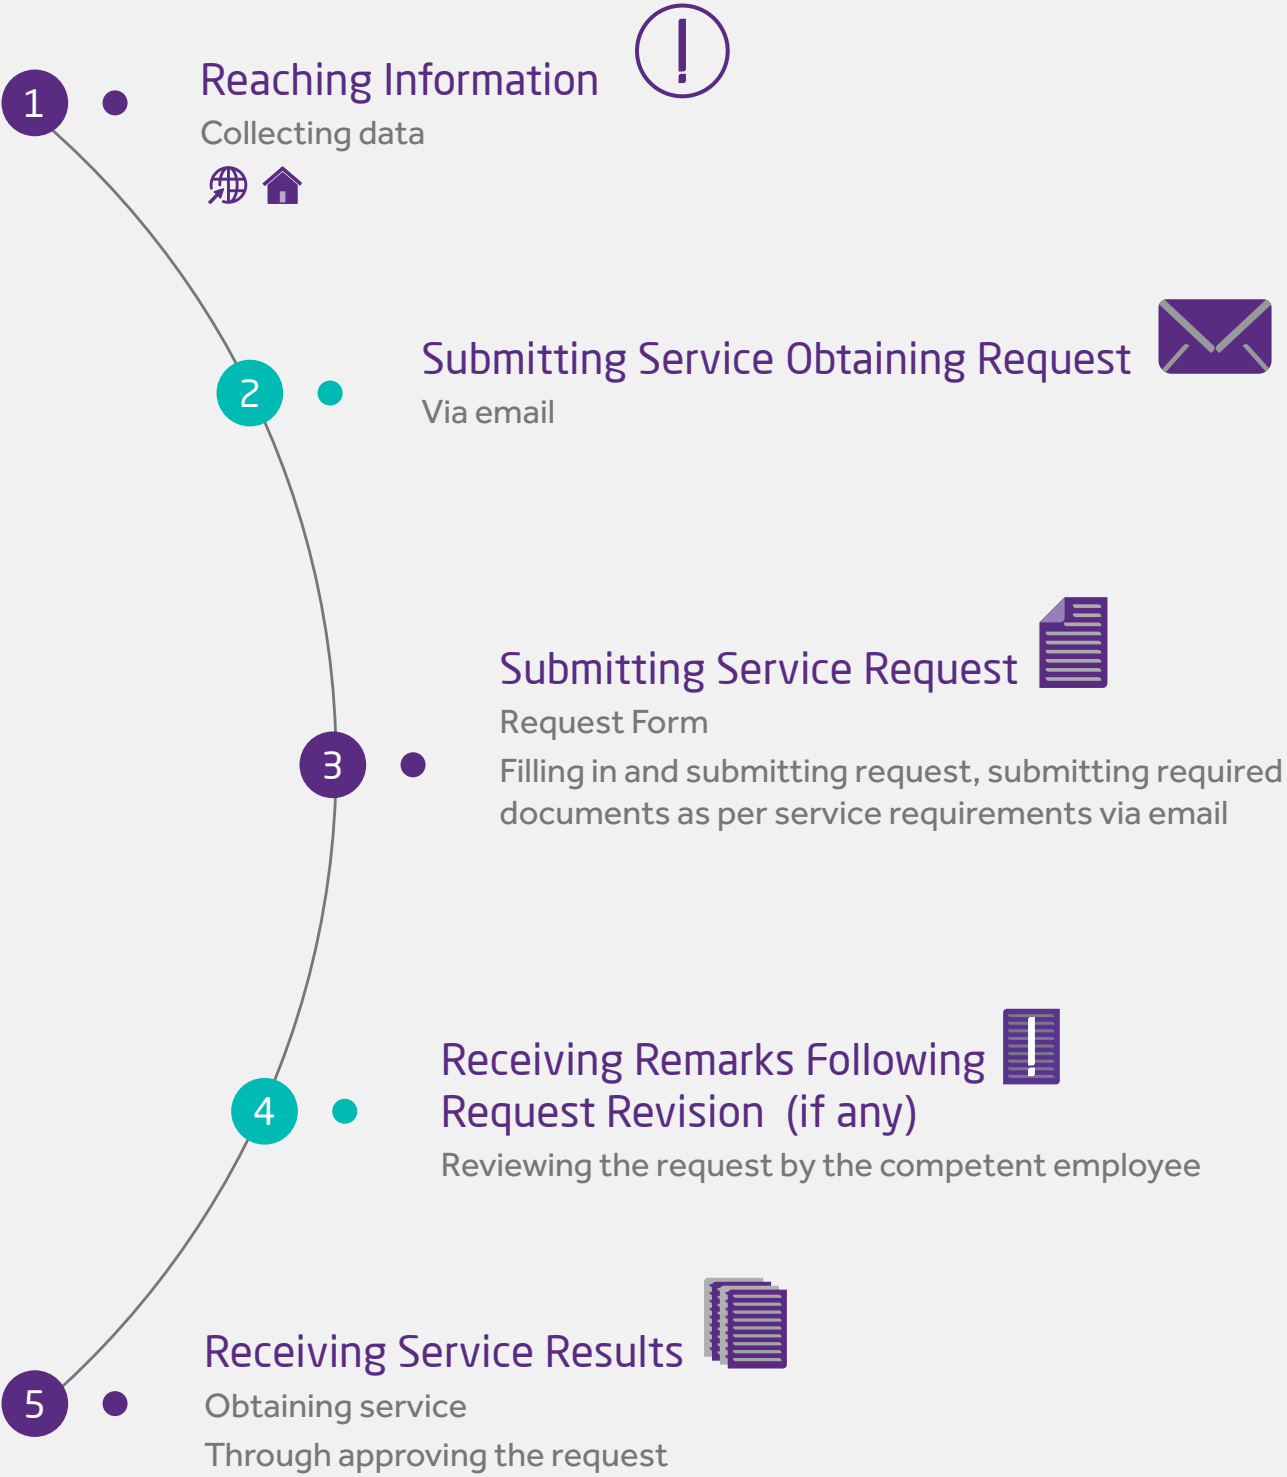 1
Reaching Information
Collecting data
2
Submitting Service Obtaining Request
Via email
3
Submitting Service Request
Request Form
Filling in and submitting request, submitting required
documents as per service requirements via email
4
Receiving Remarks Following
Request Revision (if any)
Reviewing the request by the competent employee
5
Receiving Service Results
Obtaining service
Through approving the request